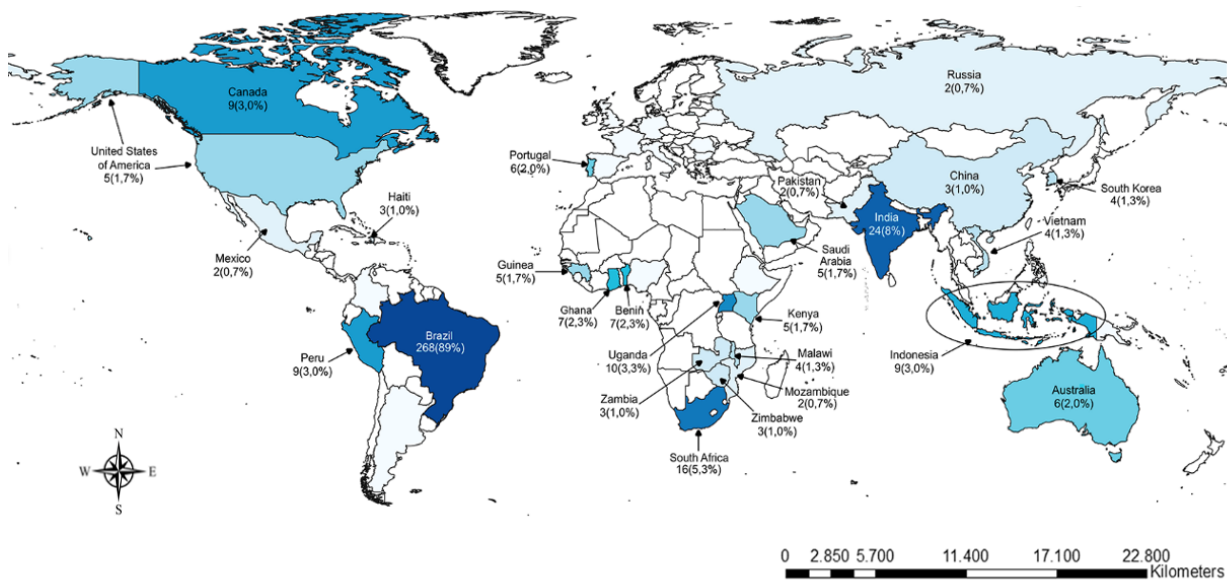 Canada
9(3,0%)
United States
of America
5(1,7%)
Mexico
2(0,7%)
Haiti
3(1,0%)
Peru
9(3,0%)
Brazil
268(89%)
Portugal
6(2,0%)
Guinea
5(1,7%)
Ghana
7(2,3%)
Benin
7(2,3%)
Uganda
10(3,3%)
Zambia
3(1,0%)
South Africa
16(5,3%)
Zimbabwe
3(1,0%)
Mozambique
2(0,7%)
Malawi
4(1,3%)
Kenya
5(1,7%)
Saudi
Arabia
5(1,7%)
Pakistan
2(0,7%)
Russia
2(0,7%)
China
3(1,0%)
India
24(8%)
South Korea
4(1,3%)
Vietnam
4(1,3%)
Indonesia
9(3,0%)
Australia
6(2,0%)
N
W E
S
0 2.850 5.700 11.400 17.100 22.800
Kilometers